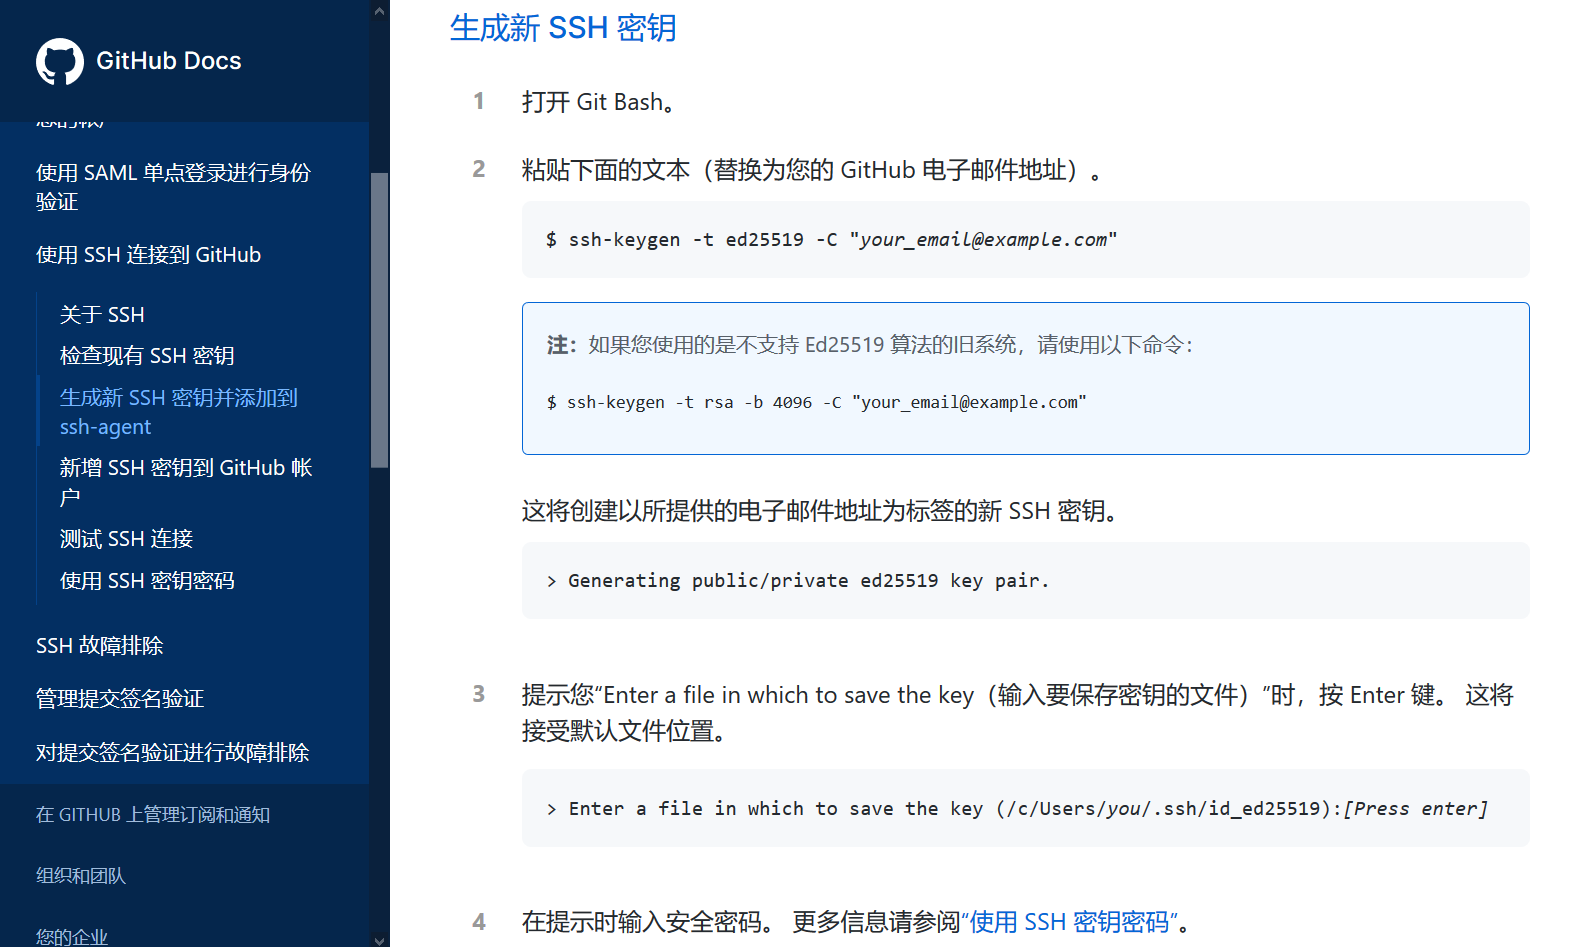 GitHub Docs
您的帐户
使用 SAML 单点登录进行身份
验证
使用 SSH 连接到 GitHub
关于 SSH
检查现有 SSH 密钥
生成新 SSH 密钥并添加到
ssh-agent
新增 SSH 密钥到 GitHub 帐
户
测试 SSH 连接
使用 SSH 密钥密码
SSH 故障排除
管理提交签名验证
对提交签名验证进行故障排除
在 GITHUB 上管理订阅和通知
组织和团队
您的企业
生成新 SSH 密钥
1 打开 Git Bash。
2 粘贴下面的文本（替换为您的 GitHub 电子邮件地址）。
$ ssh-keygen -t ed25519 -C "your_email@example.com"
注：如果您使用的是不支持 Ed25519 算法的旧系统，请使用以下命令：
$ ssh-keygen -t rsa -b 4096 -C "your_email@example.com"
这将创建以所提供的电子邮件地址为标签的新 SSH 密钥。
> Generating public/private ed25519 key pair.
3 提示您“Enter a file in which to save the key（输入要保存密钥的文件）”时，按 Enter 键。 这将
接受默认文件位置。
> Enter a file in which to save the key (/c/Users/you/.ssh/id_ed25519):[Press enter]
4 在提示时输入安全密码。 更多信息请参阅“使用 SSH 密钥密码”。